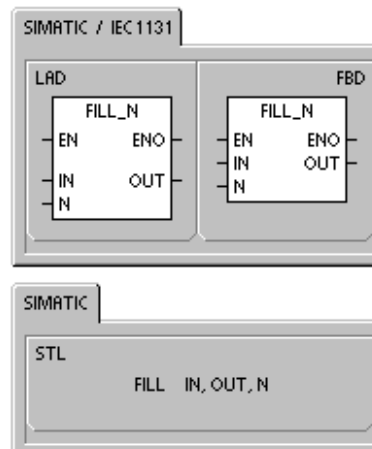 SIMATIC / IEC1131
LAD
FBD
FILL_N
EN ENO
IN OUT
N
FILL_N
EN ENO
IN OUT
N
SIMATIC
STL
FILL IN, OUT, N